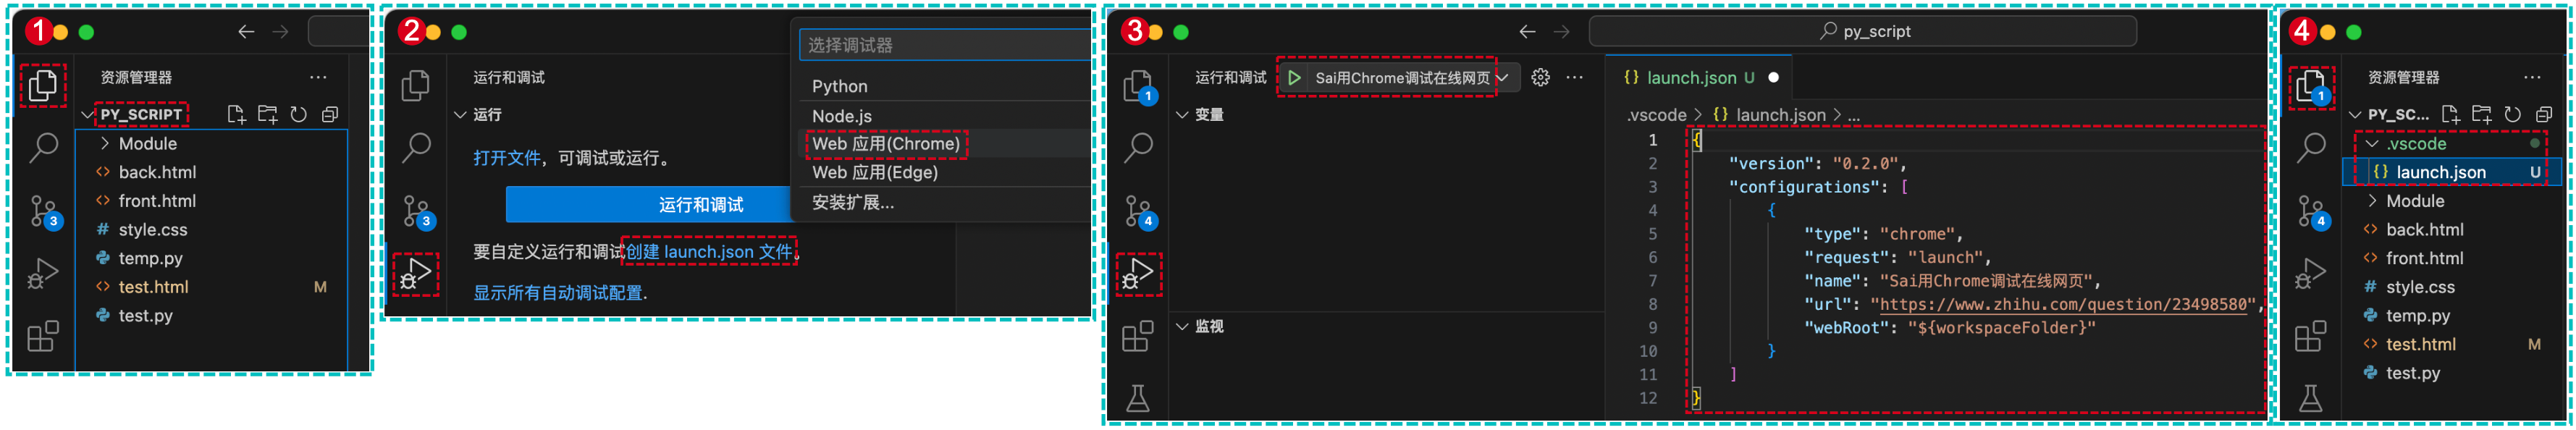 1
资源管理器
PY_SCRIPT
Module
back.html
front.html
style.css
temp.py
test.html M
test.py
3
2
选择调试器
Python
Node.js
Web 应用(Chrome)
Web 应用(Edge)
安装扩展...
运行和调试
运行
打开文件，可调试或运行。
运行和调试
要自定义运行和调试创建 launch.json 文件。
显示所有自动调试配置.
3
3
py_script
运行和调试 Sai用Chrome调试在线网页
变量
监视
1
4
{} launch.json U
.vscode > {} launch.json > ...
1 {
2 "version": "0.2.0",
3 "configurations": [
4 {
5 "type": "chrome",
6 "request": "launch",
7 "name": "Sai用Chrome调试在线网页",
8 "url": "https://www.zhihu.com/question/23498580",
9 "webRoot": "${workspaceFolder}"
10 }
11 ]
12 }
4
资源管理器
PY_SC...
.vscode
{} launch.json U
Module
back.html
front.html
style.css
temp.py
test.html M
test.py
1
4